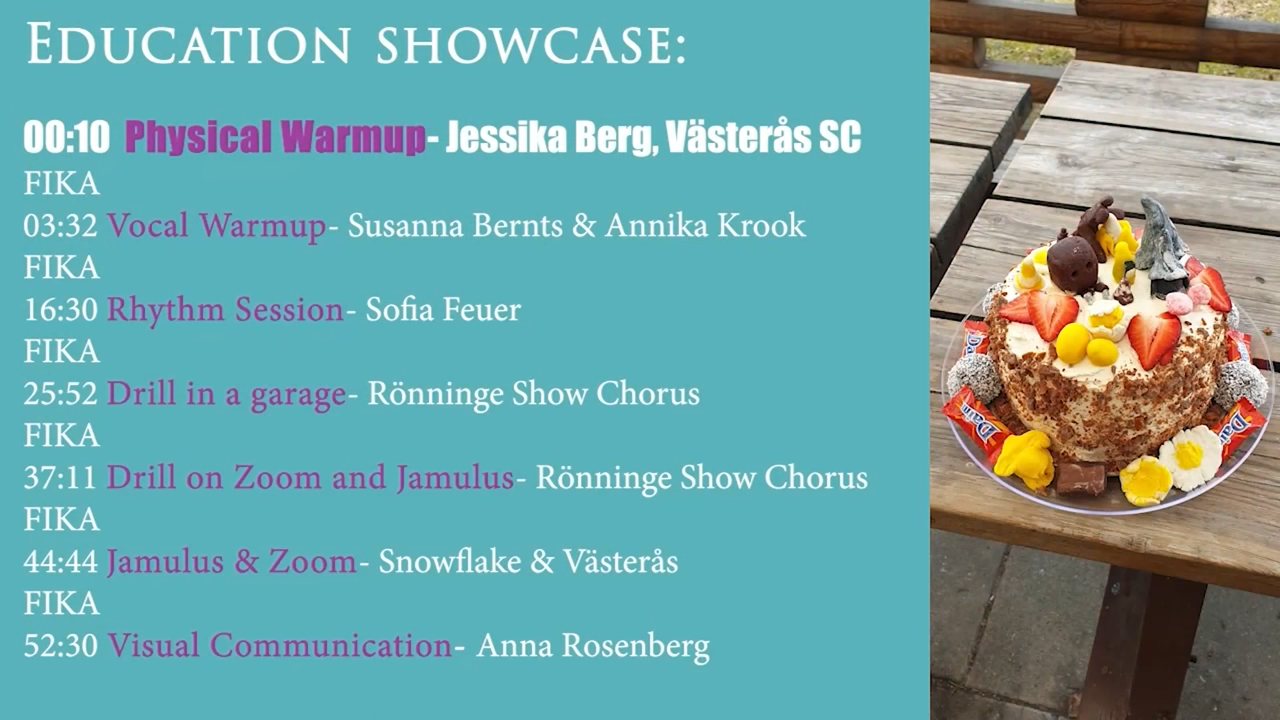 Education showcase:
00:10 Physical Warmup- Jessika Berg, Västerås SC
FIKA
03:32 Vocal Warmup- Susanna Bernts & Annika Krook
FIKA
16:30 Rhythm Session- Sofia Feuer
FIKA
25:52 Drill in a garage- Rönninge Show Chorus
FIKA
37:11 Drill on Zoom and Jamulus- Rönninge Show Chorus
FIKA
44:44 Jamulus & Zoom- Snowflake & Västerås
FIKA
52:30 Visual Communication- Anna Rosenberg
Daim